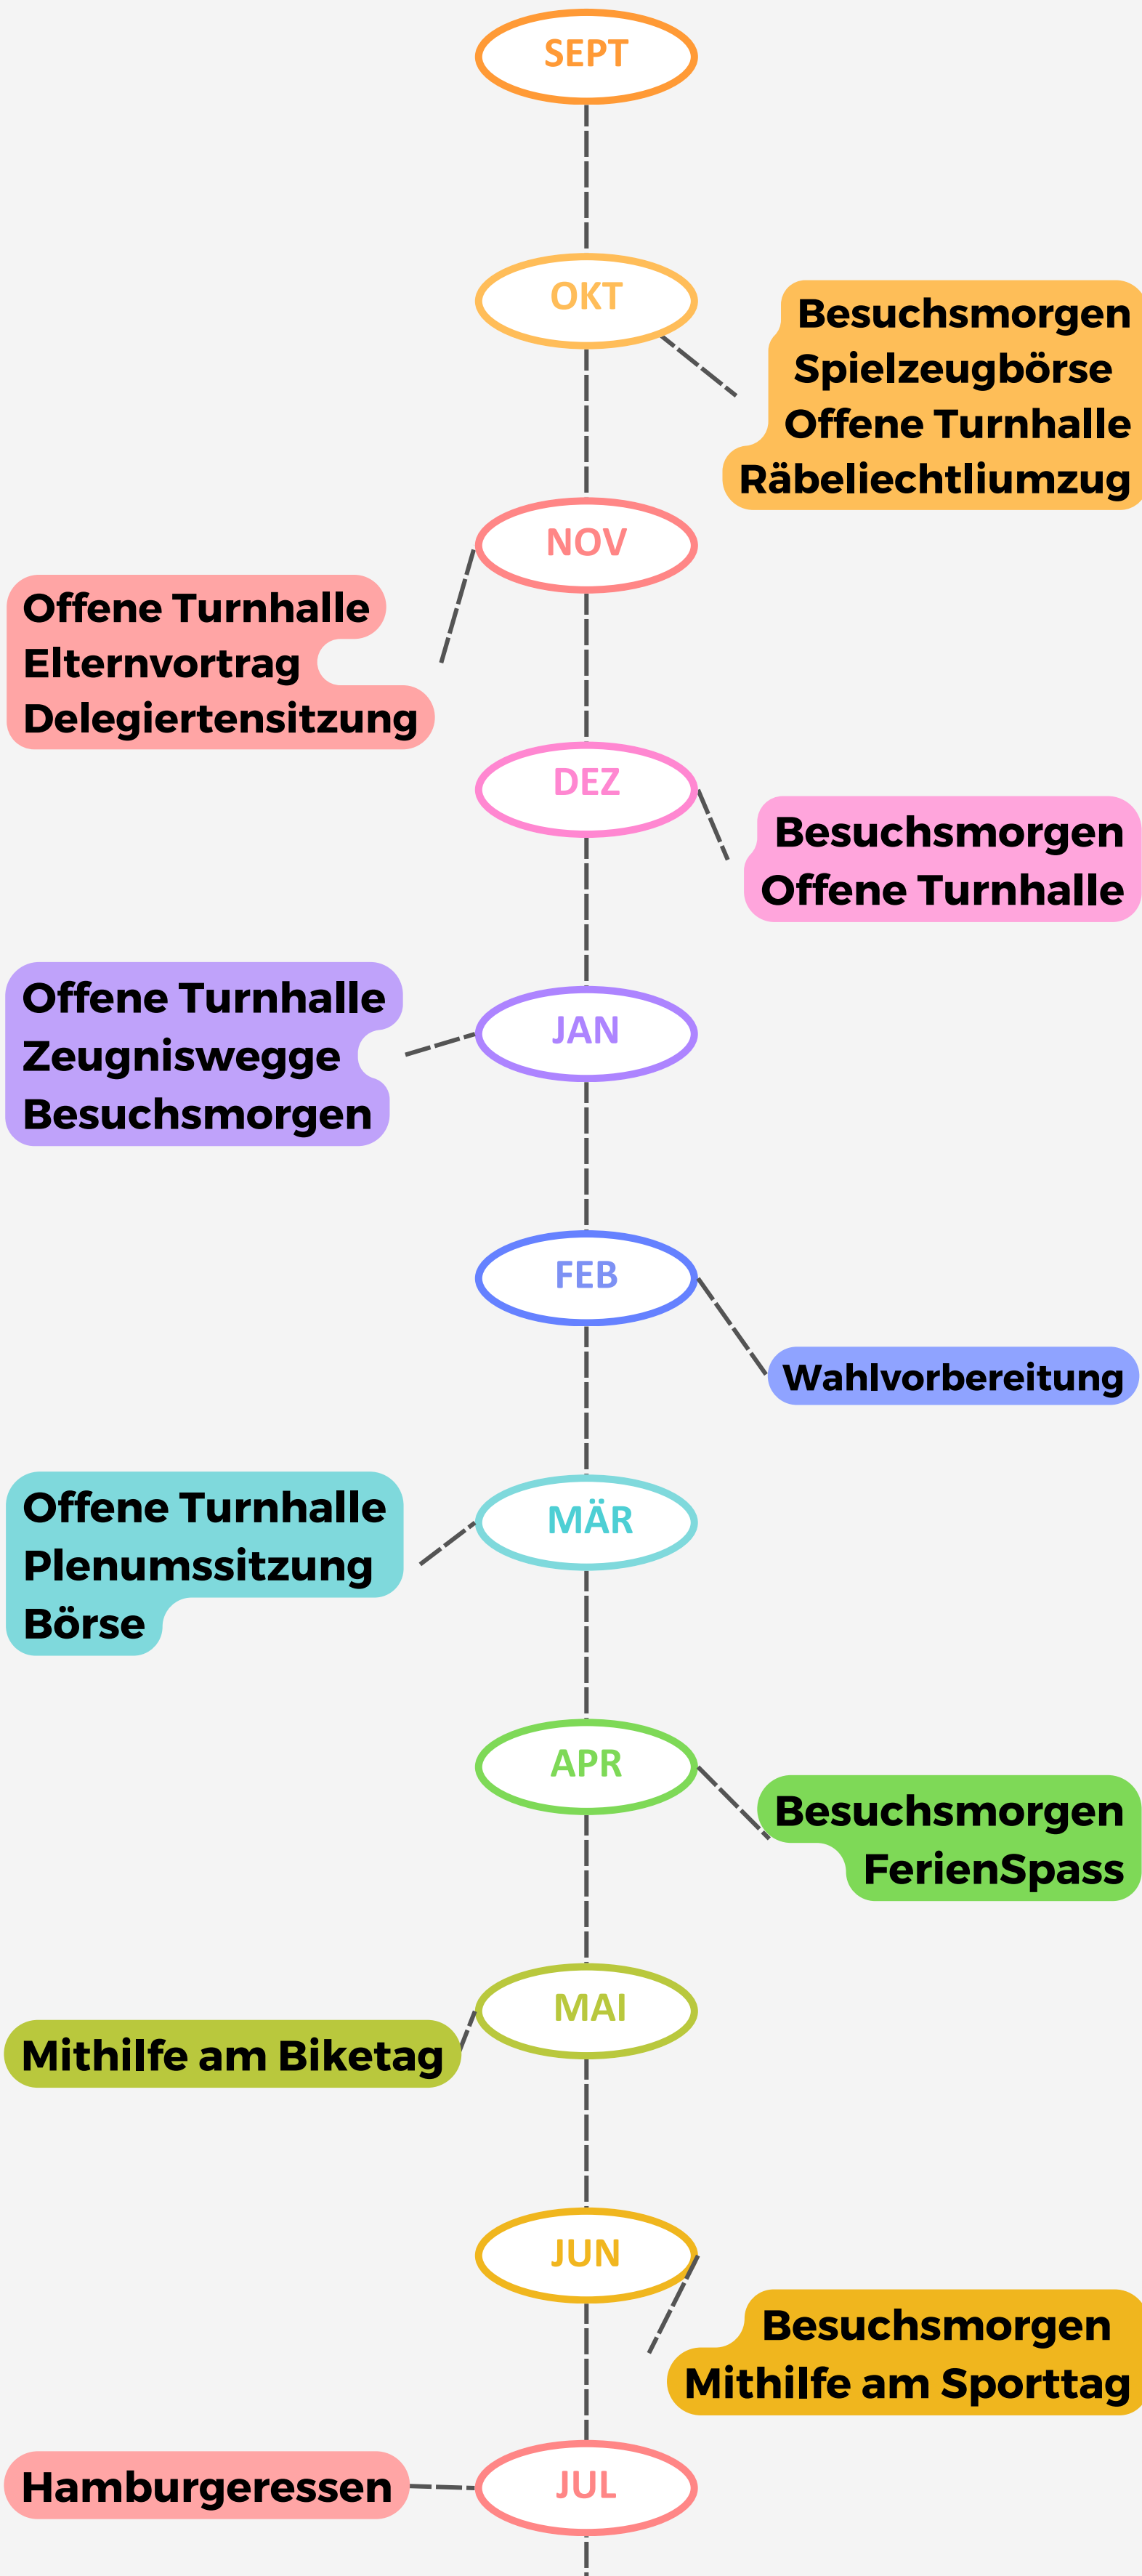 SEPT
OKT
Besuchsmorgen
Spielzeugbörse
Offene Turnhalle
Räbeliechtliumzug
NOV
Offene Turnhalle
Elternvortrag
Delegiertensitzung
DEZ
Besuchsmorgen
Offene Turnhalle
JAN
Offene Turnhalle
Zeugniswegge
Besuchsmorgen
FEB
Wahlvorbereitung
MÄR
Offene Turnhalle
Plenumssitzung
Börse
APR
Besuchsmorgen
FerienSpass
MAI
Mithilfe am Biketag
JUN
Besuchsmorgen
Mithilfe am Sporttag
JUL
Hamburgeressen